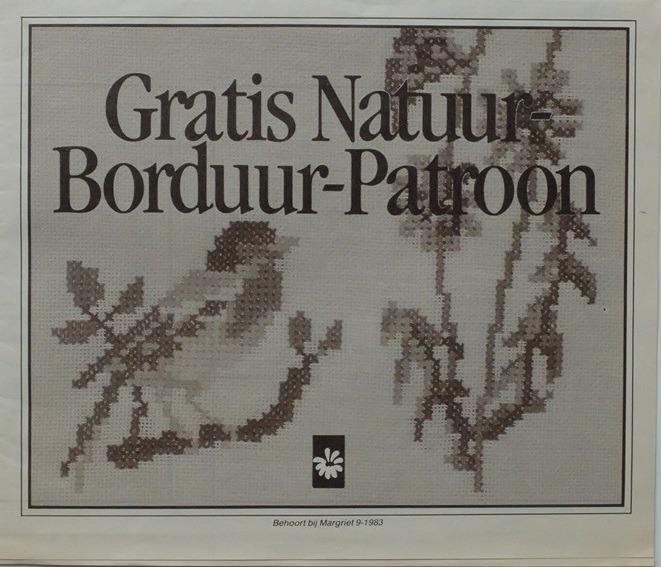 Gratis Natuur-
Borduur-Patroon
Behoort bij Margriet 9-1983